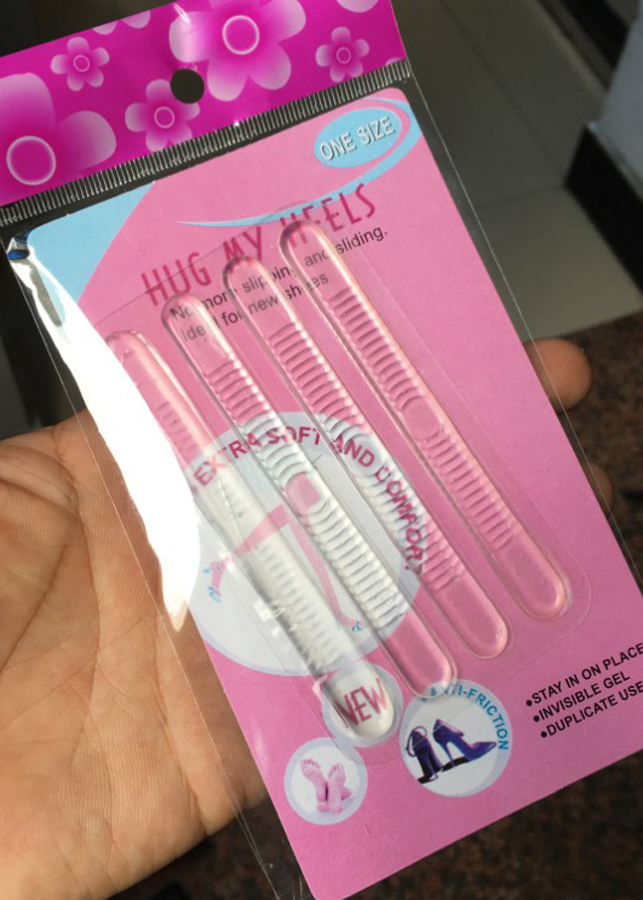 ONE SIZE
HUG MY HEELS
No more slipping and sliding.
Ideal for new shoes
EXTRA SOFT AND COMFORT
NEW
ANTI-FRICTION
•STAY IN ON PLACE
•INVISIBLE GEL
•DUPLICATE USE